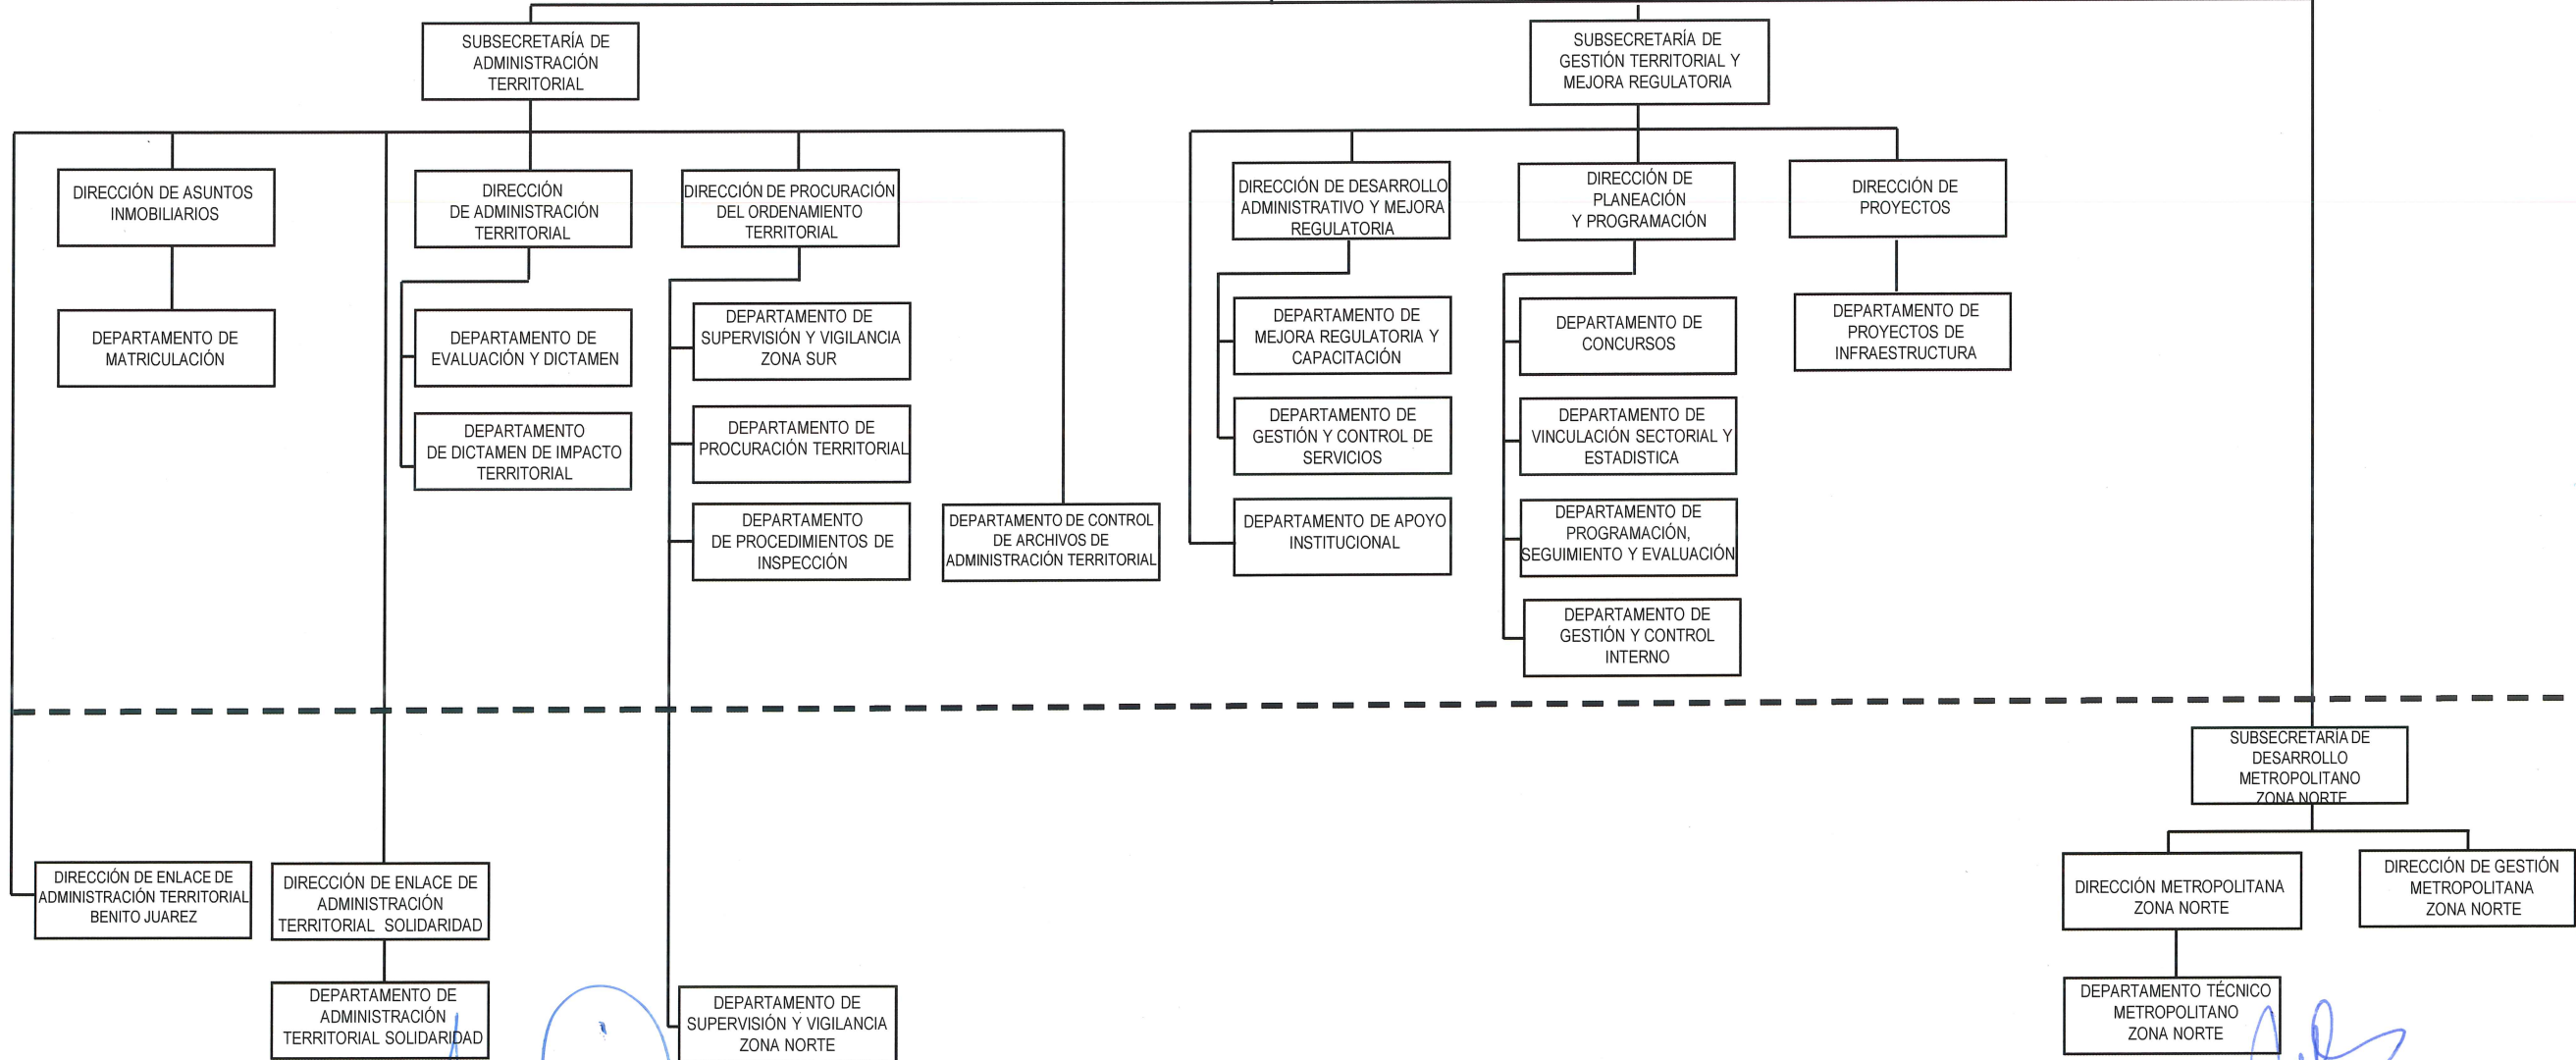 SUBSECRETARÍA DE
ADMINISTRACIÓN
TERRITORIAL
SUBSECRETARÍA DE
GESTIÓN TERRITORIAL Y
MEJORA REGULATORIA
DIRECCIÓN DE ASUNTOS
INMOBILIARIOS
DIRECCIÓN
DE ADMINISTRACIÓN
TERRITORIAL
DIRECCIÓN DE PROCURACIÓN
DEL ORDENAMIENTO
TERRITORIAL
DIRECCIÓN DE DESARROLLO
ADMINISTRATIVO Y MEJORA
REGULATORIA
DIRECCIÓN DE
PLANEACIÓN
Y PROGRAMACIÓN
DIRECCIÓN DE
PROYECTOS
DEPARTAMENTO DE
MATRICULACIÓN
DEPARTAMENTO DE
EVALUACIÓN Y DICTAMEN
DEPARTAMENTO DE
SUPERVISIÓN Y VIGILANCIA
ZONA SUR
DEPARTAMENTO DE
MEJORA REGULATORIA Y
CAPACITACIÓN
DEPARTAMENTO DE
CONCURSOS
DEPARTAMENTO DE
PROYECTOS DE
INFRAESTRUCTURA
DEPARTAMENTO
DE DICTAMEN DE IMPACTO
TERRITORIAL
DEPARTAMENTO DE
PROCURACIÓN TERRITORIAL
DEPARTAMENTO DE
GESTIÓN Y CONTROL DE
SERVICIOS
DEPARTAMENTO DE
VINCULACIÓN SECTORIAL Y
ESTADISTICA
DEPARTAMENTO
DE PROCEDIMIENTOS DE
INSPECCIÓN
DEPARTAMENTO DE CONTROL
DE ARCHIVOS DE
ADMINISTRACIÓN TERRITORIAL
DEPARTAMENTO DE APOYO
INSTITUCIONAL
DEPARTAMENTO DE
PROGRAMACIÓN,
SEGUIMIENTO Y EVALUACIÓN
DEPARTAMENTO DE
GESTIÓN Y CONTROL
INTERNO
SUBSECRETARÍA DE
DESARROLLO
METROPOLITANO
ZONA NORTE
DIRECCIÓN DE ENLACE DE
ADMINISTRACIÓN TERRITORIAL
BENITO JUAREZ
DIRECCIÓN DE ENLACE DE
ADMINISTRACIÓN
TERRITORIAL SOLIDARIDAD
DIRECCIÓN METROPOLITANA
ZONA NORTE
DIRECCIÓN DE GESTIÓN
METROPOLITANA
ZONA NORTE
DEPARTAMENTO DE
ADMINISTRACIÓN
TERRITORIAL SOLIDARIDAD
DEPARTAMENTO DE
SUPERVISIÓN Y VIGILANCIA
ZONA NORTE
DEPARTAMENTO TÉCNICO
METROPOLITANO
ZONA NORTE